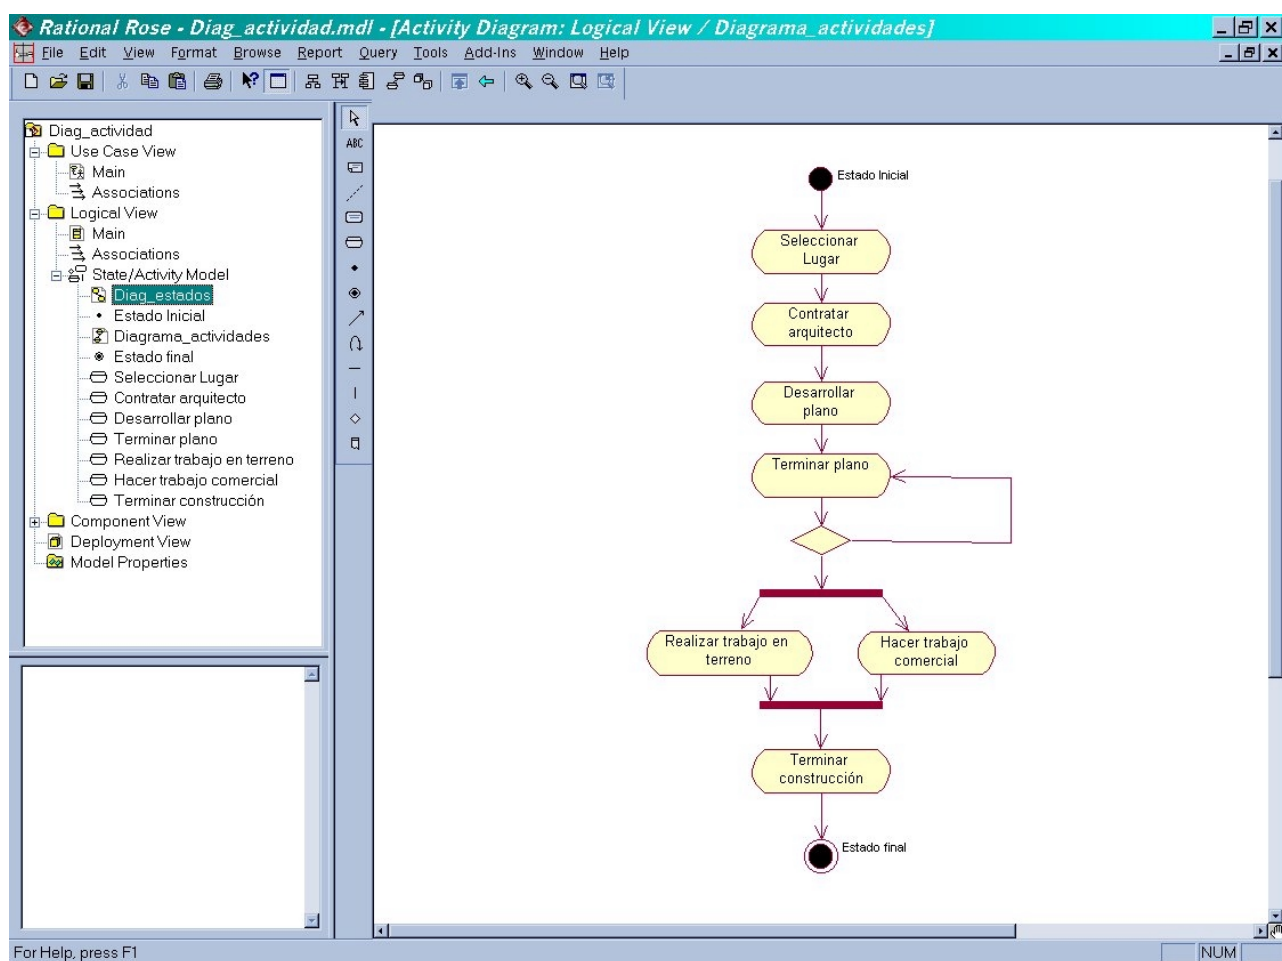 Rational Rose - Diag_actividad.mdl - [Activity Diagram: Logical View / Diagrama_actividades]
File Edit View Format Browse Report Query Tools Add-Ins Window Help
Diag_actividad
Use Case View
Main
Associations
Logical View
Main
Associations
State/Activity Model
Diag_estados
Estado Inicial
Diagrama_actividades
Estado final
Seleccionar Lugar
Contratar arquitecto
Desarrollar plano
Terminar plano
Realizar trabajo en terreno
Hacer trabajo comercial
Terminar construcción
Component View
Deployment View
Model Properties
ABC
Estado Inicial
Seleccionar
Lugar
Contratar
arquitecto
Desarrollar
plano
Terminar plano
Realizar trabajo en
terreno
Hacer trabajo
comercial
Terminar
construcción
Estado final
For Help, press F1
NUM